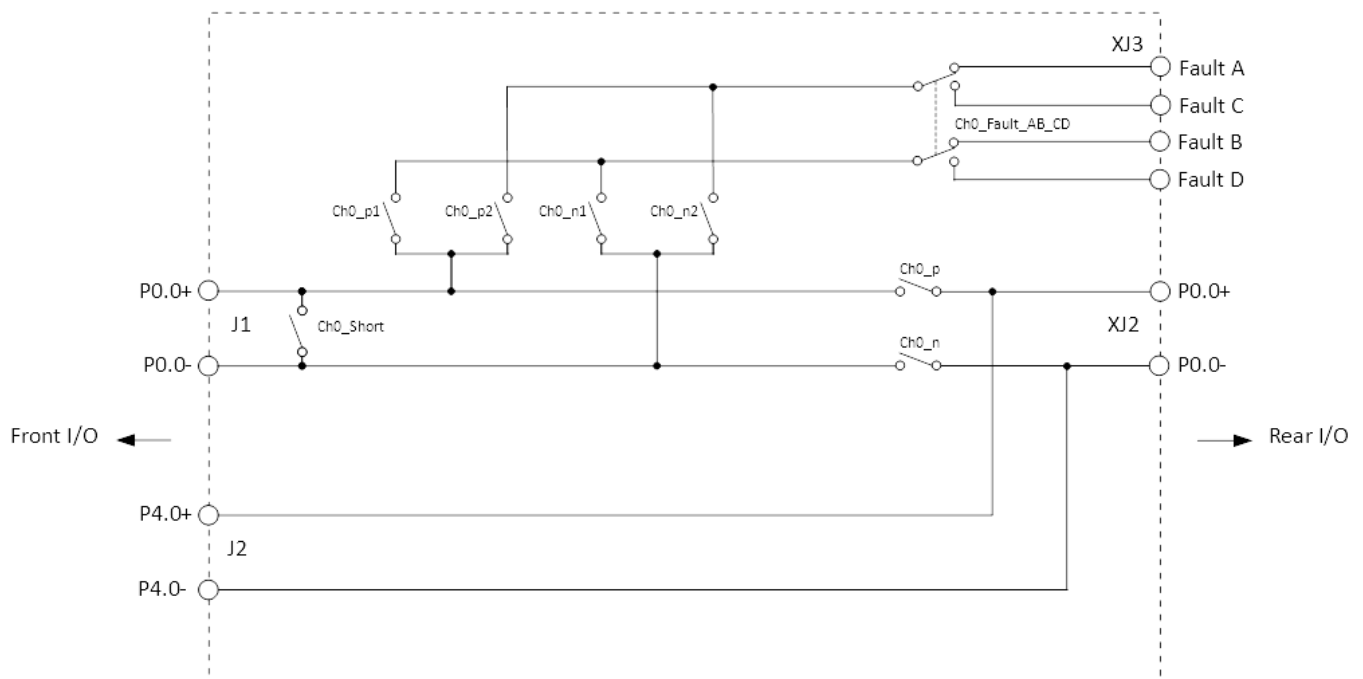 XJ3
Fault A
Fault C
Ch0_Fault_AB_CD
Fault B
Fault D
Ch0_p1
Ch0_p2
Ch0_n1
Ch0_n2
Ch0_p
P0.0+
P0.0+
J1
Ch0_Short
XJ2
Ch0_n
P0.0-
P0.0-
Front I/O
Rear I/O
P4.0+
J2
P4.0-